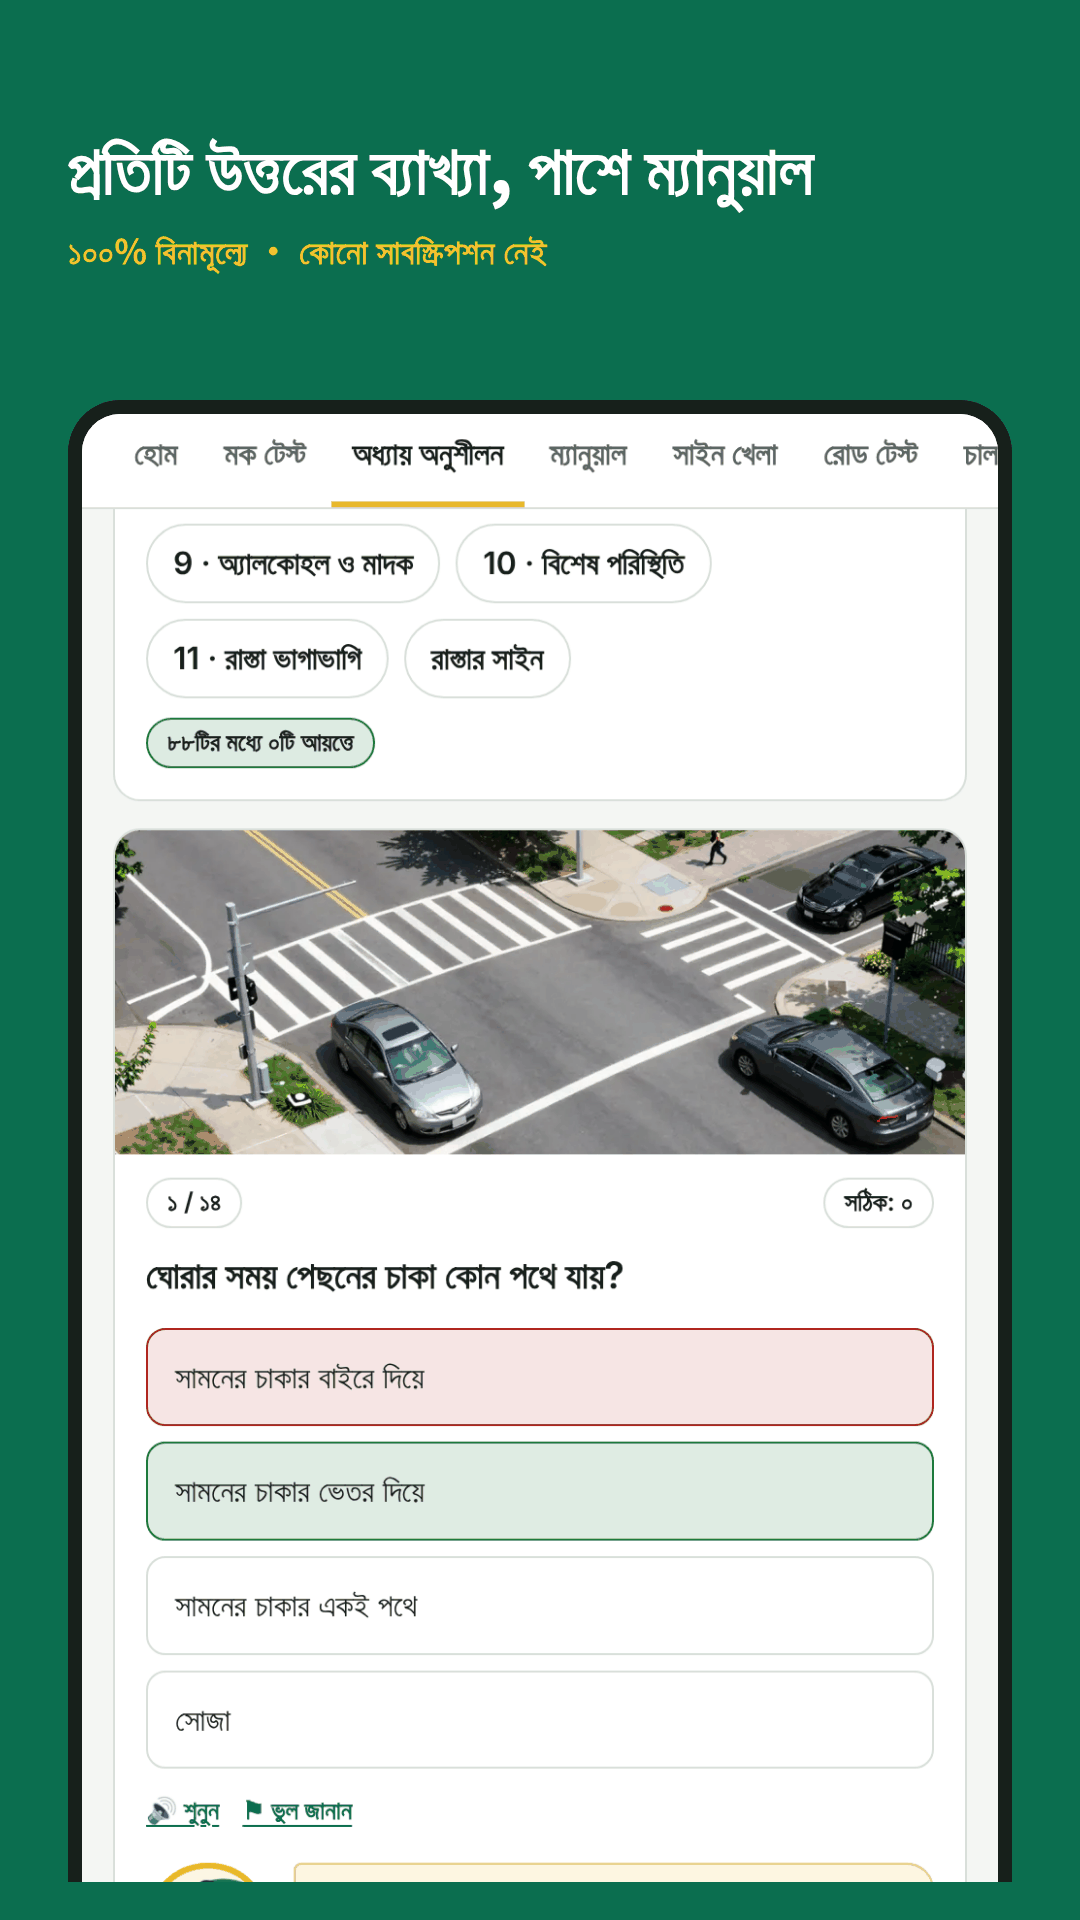 প্রতিটি উত্তরের ব্যাখ্যা, পাশে ম্যানুয়াল
১০০% বিনামূল্যে • কোনো সাবস্ক্রিপশন নেই
হোম মক টেস্ট অধ্যায় অনুশীলন ম্যানুয়াল সাইন খেলা রোড টেস্ট চাল
9 · অ্যালকোহল ও মাদক 10 · বিশেষ পরিস্থিতি
11 · রাস্তা ভাগাভাগি রাস্তার সাইন
৮৮টির মধ্যে ০টি আয়ত্তে
১ / ১৪ সঠিক: ০
ঘোরার সময় পেছনের চাকা কোন পথে যায়?
সামনের চাকার বাইরে দিয়ে
সামনের চাকার ভেতর দিয়ে
সামনের চাকার একই পথে
সোজা
শুনুন ভুল জানান